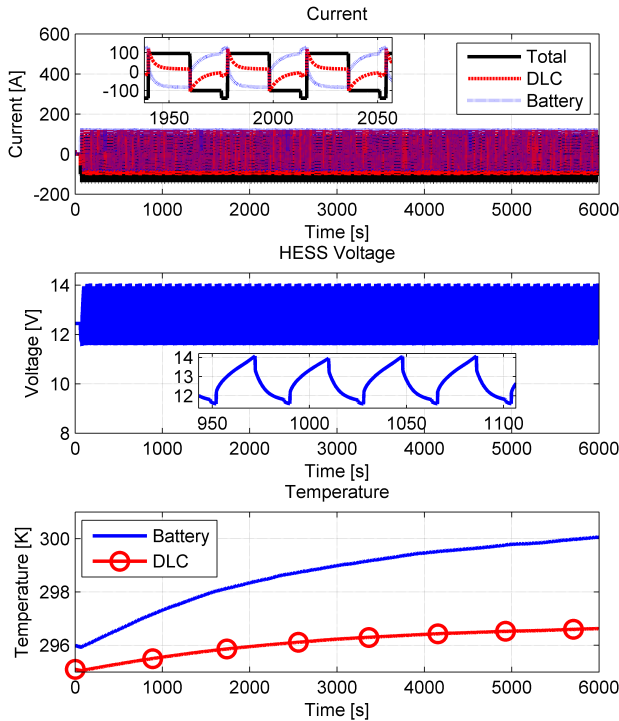 Current
600
400
200
0
-200
Current [A]
100
0
-100
1950 2000 2050
Total
DLC
Battery
0 1000 2000 3000 4000 5000 6000
Time [s]
HESS Voltage
14
12
10
8
Voltage [V]
14
13
12
950 1000 1050 1100
0 1000 2000 3000 4000 5000 6000
Time [s]
Temperature
300
298
296
Temperature [K]
Battery
DLC
0 1000 2000 3000 4000 5000 6000
Time [s]